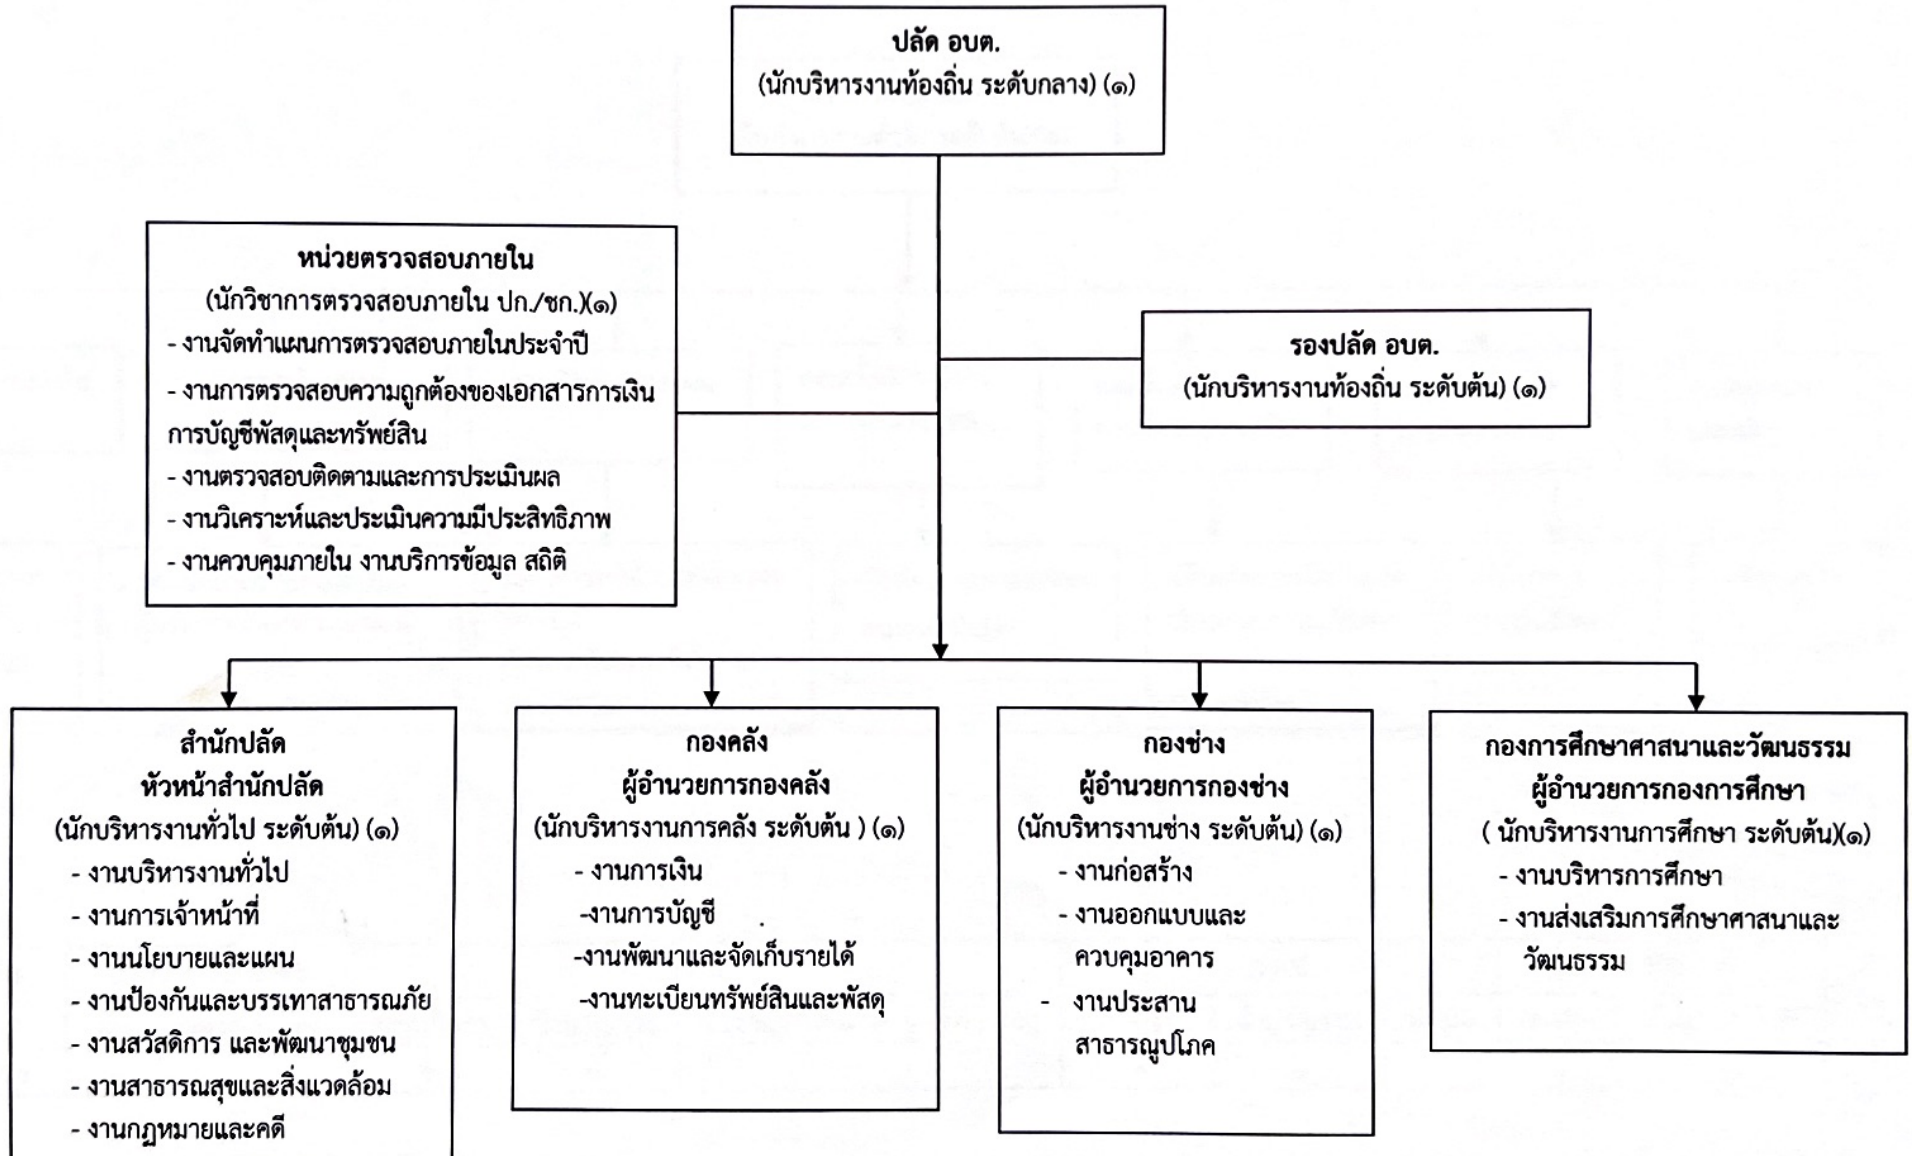 ปลัด อบต.
(นักบริหารงานท้องถิ่น ระดับกลาง) (๑)
หน่วยตรวจสอบภายใน
(นักวิชาการตรวจสอบภายใน ปก./ชก.)(๑)
- งานจัดทำแผนการตรวจสอบภายในประจำปี
- งานการตรวจสอบความถูกต้องของเอกสารการเงิน
การบัญชีพัสดุและทรัพย์สิน
- งานตรวจสอบติดตามและการประเมินผล
- งานวิเคราะห์และประเมินความมีประสิทธิภาพ
- งานควบคุมภายใน งานบริการข้อมูล สถิติ
รองปลัด อบต.
(นักบริหารงานท้องถิ่น ระดับต้น) (๑)
สำนักปลัด
หัวหน้าสำนักปลัด
(นักบริหารงานทั่วไป ระดับต้น) (๑)
- งานบริหารงานทั่วไป
- งานการเจ้าหน้าที่
- งานนโยบายและแผน
- งานป้องกันและบรรเทาสาธารณภัย
- งานสวัสดิการ และพัฒนาชุมชน
- งานสาธารณสุขและสิ่งแวดล้อม
- งานกฎหมายและคดี
กองคลัง
ผู้อำนวยการกองคลัง
(นักบริหารงานการคลัง ระดับต้น ) (๑)
- งานการเงิน
-งานการบัญชี
-งานพัฒนาและจัดเก็บรายได้
-งานทะเบียนทรัพย์สินและพัสดุ
กองช่าง
ผู้อำนวยการกองช่าง
(นักบริหารงานช่าง ระดับต้น) (๑)
- งานก่อสร้าง
- งานออกแบบและ
ควบคุมอาคาร
- งานประสาน
สาธารณูปโภค
กองการศึกษาศาสนาและวัฒนธรรม
ผู้อำนวยการกองการศึกษา
( นักบริหารงานการศึกษา ระดับต้น)(๑)
- งานบริหารการศึกษา
- งานส่งเสริมการศึกษาศาสนาและ
วัฒนธรรม